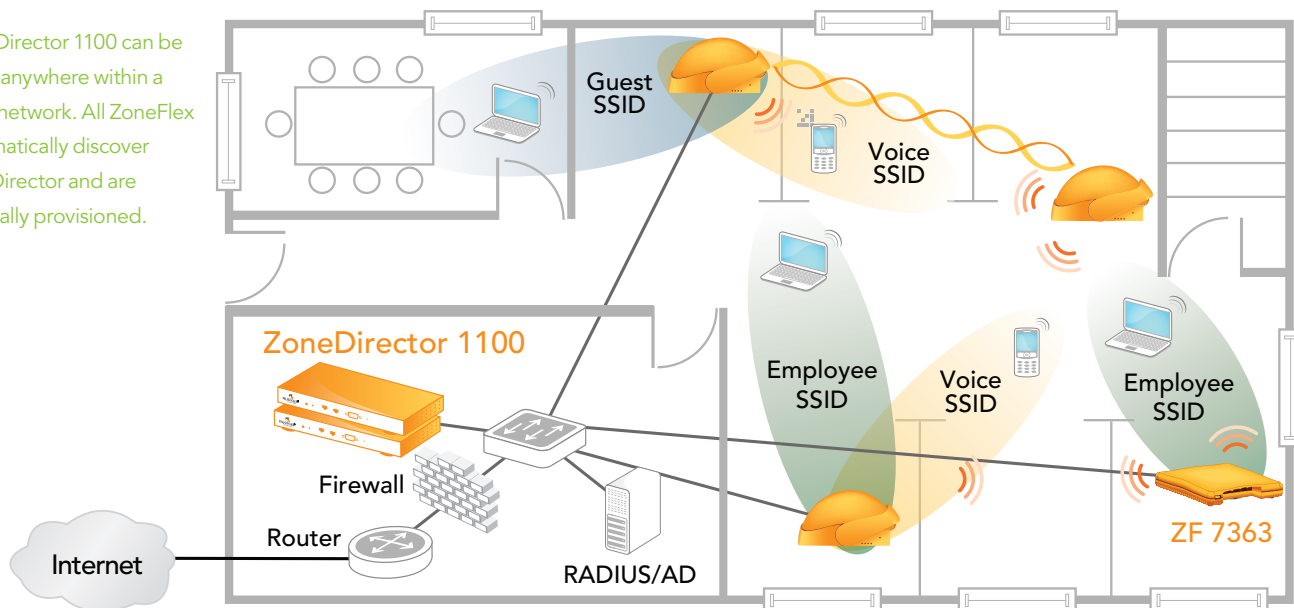 Director 1100 can be
anywhere within a
network. All ZoneFlex
matically discover
Director and are
ally provisioned.
Guest
SSID
Voice
SSID
ZoneDirector 1100
Employee
SSID
Voice
SSID
Employee
SSID
Firewall
Router
Internet
RADIUS/AD
ZF 7363